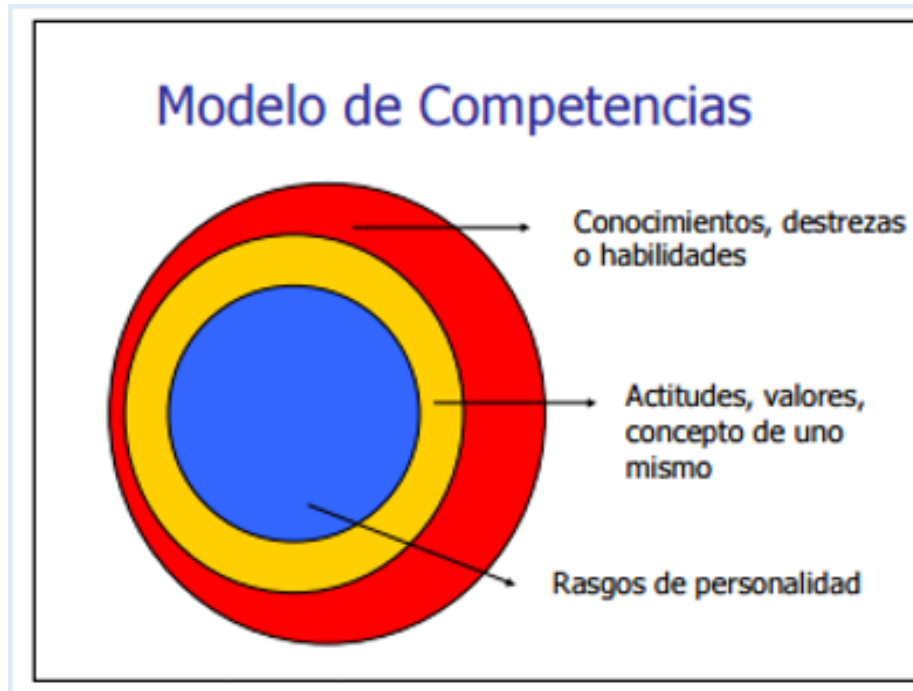 Modelo de Competencias
Conocimientos, destrezas
o habilidades
Actitudes, valores,
concepto de uno
mismo
Rasgos de personalidad